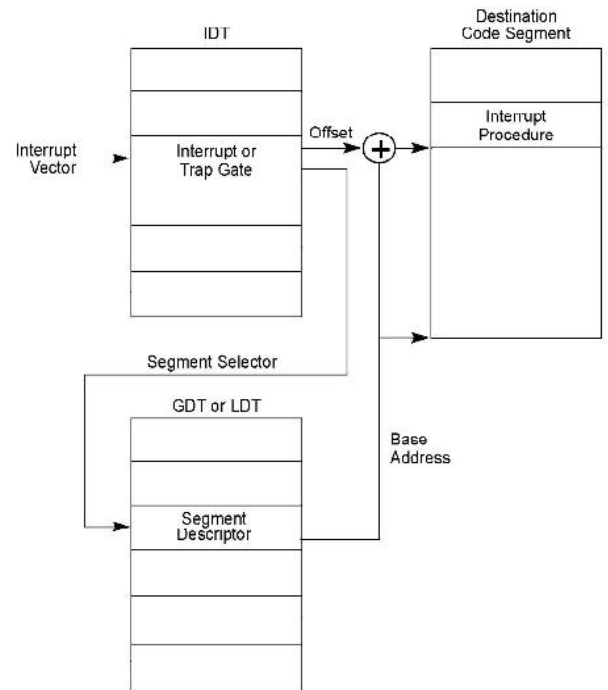 IDT
Destination
Code Segment
Interrupt
Vector
Interrupt or
Trap Gate
Offset
+
Interrupt
Procedure
Segment Selector
GDT or LDT
Base
Address
Segment
Descriptor